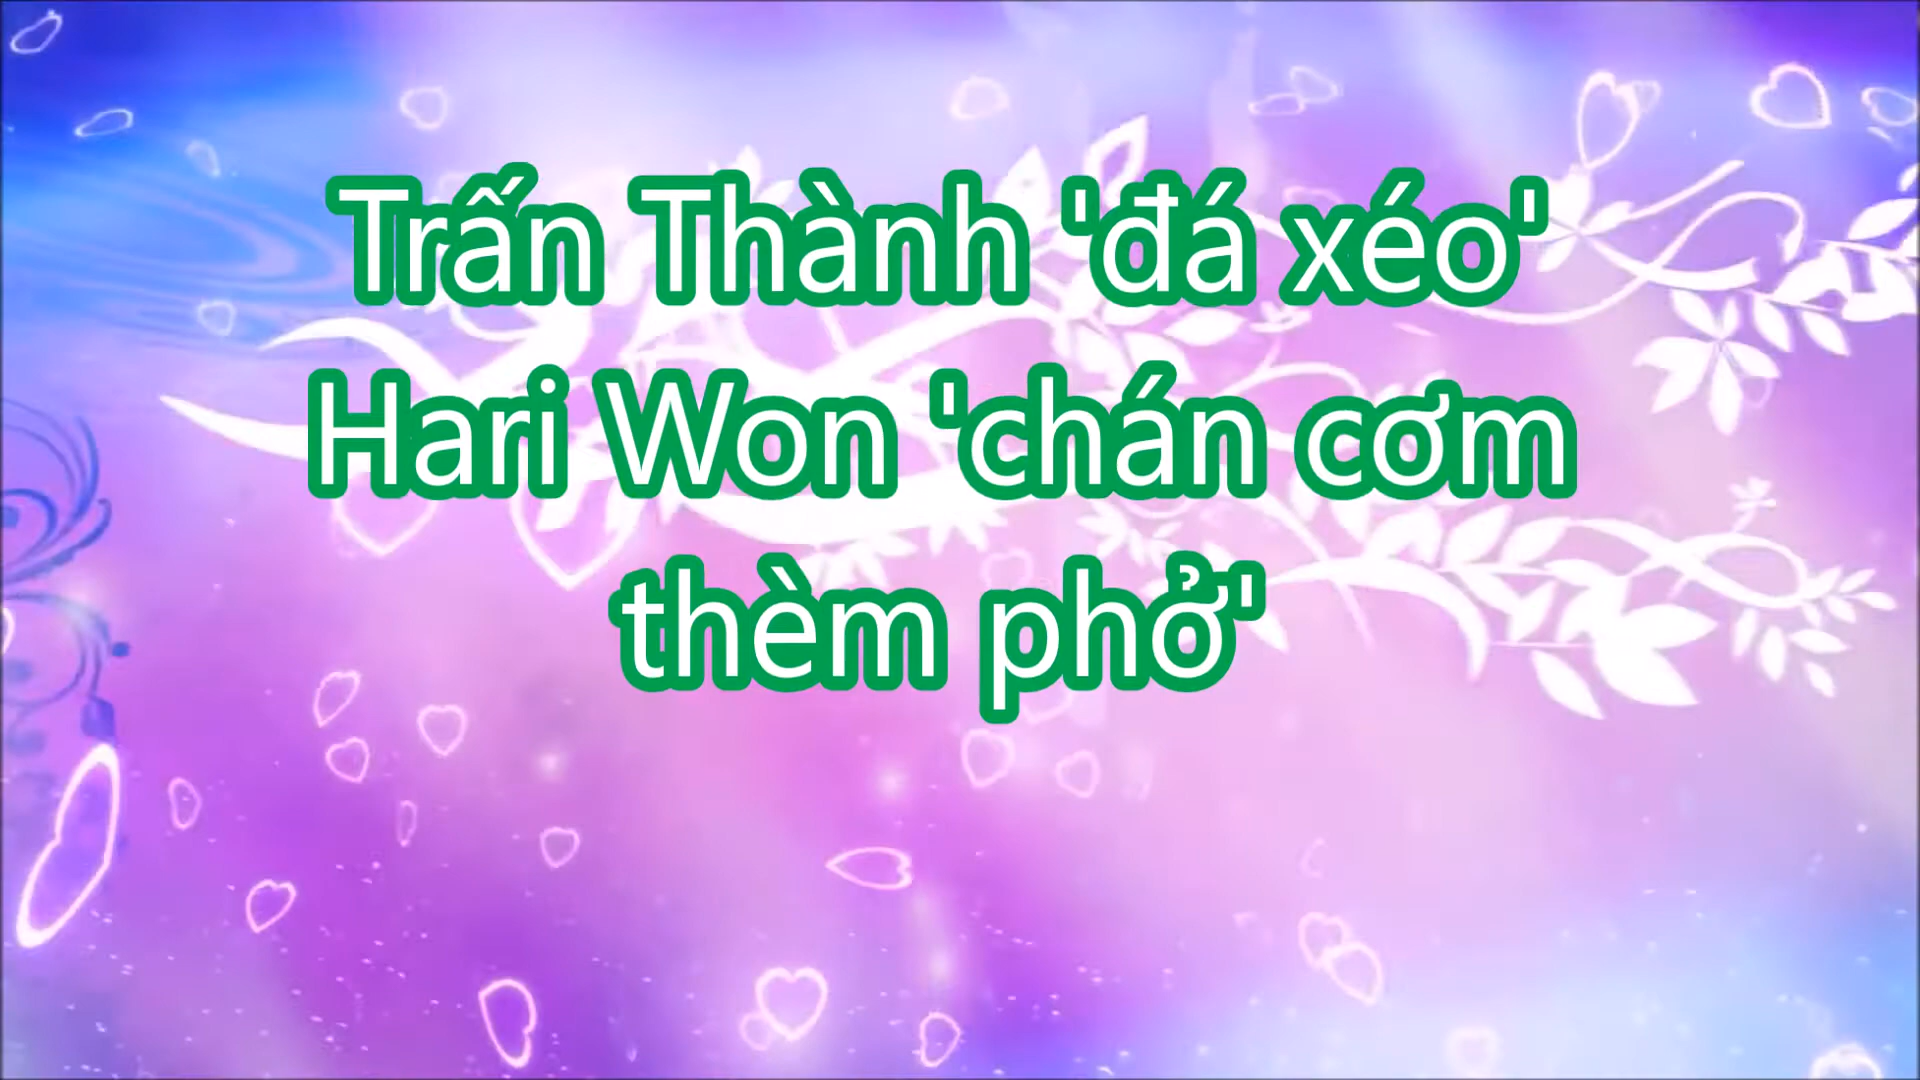 Trấn Thành 'đá xéo'
Hari Won 'chán cơm
thèm phở'